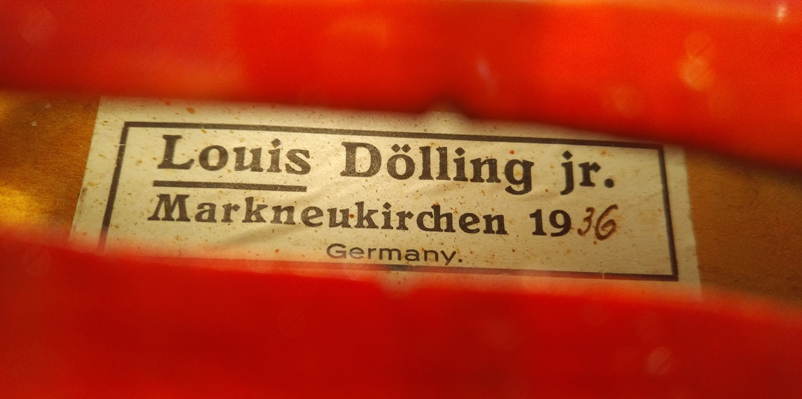 Louis Dölling jr.
Markneukirchen 1936
Germany.